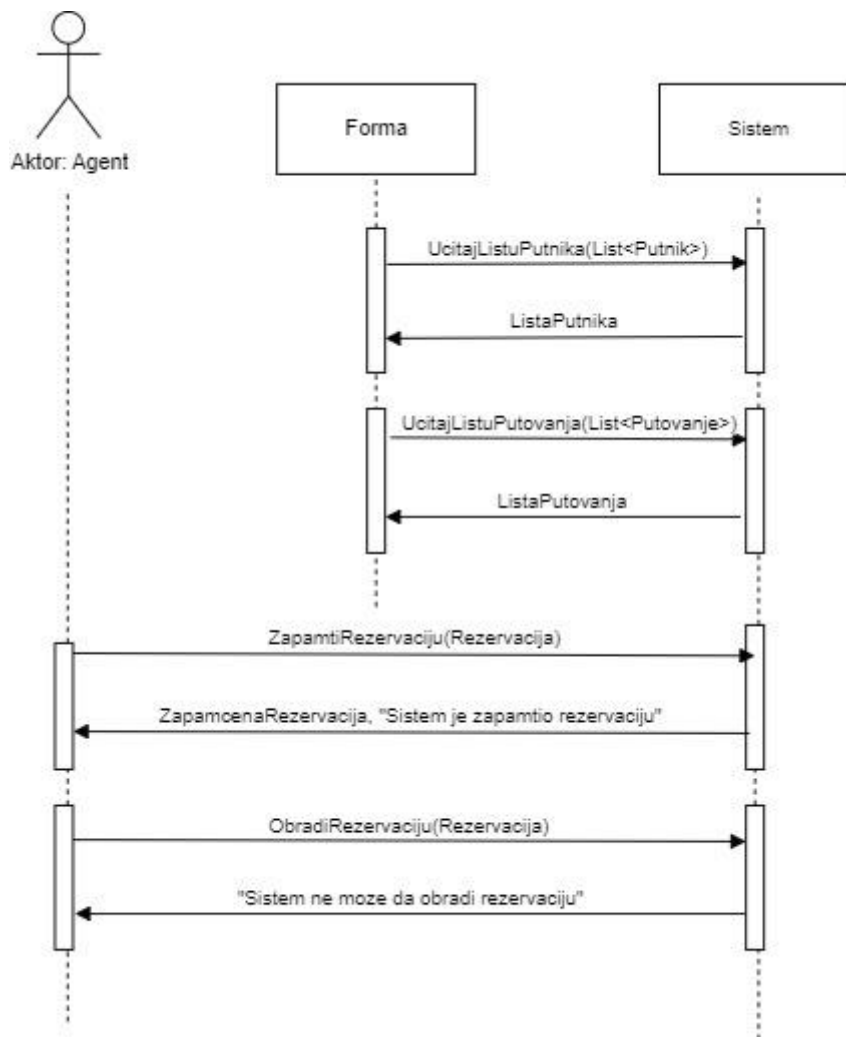 Forma
Sistem
Aktor: Agent
UcitajListuPutnika(List<Putnik>)
ListaPutnika
UcitajListuPutovanja(List<Putovanje>)
ListaPutovanja
ZapamtiRezervaciju(Rezervacija)
ZapamcenaRezervacija, "Sistem je zapamtio rezervaciju"
ObradiRezervaciju(Rezervacija)
"Sistem ne moze da obradi rezervaciju"